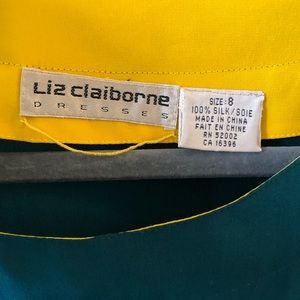 Liz claiborne
DRESSES
SIZE: 8
100% SILK/SOIE
MADE IN CHINA
FAIT EN CHINE
RN 52002
CA 16396